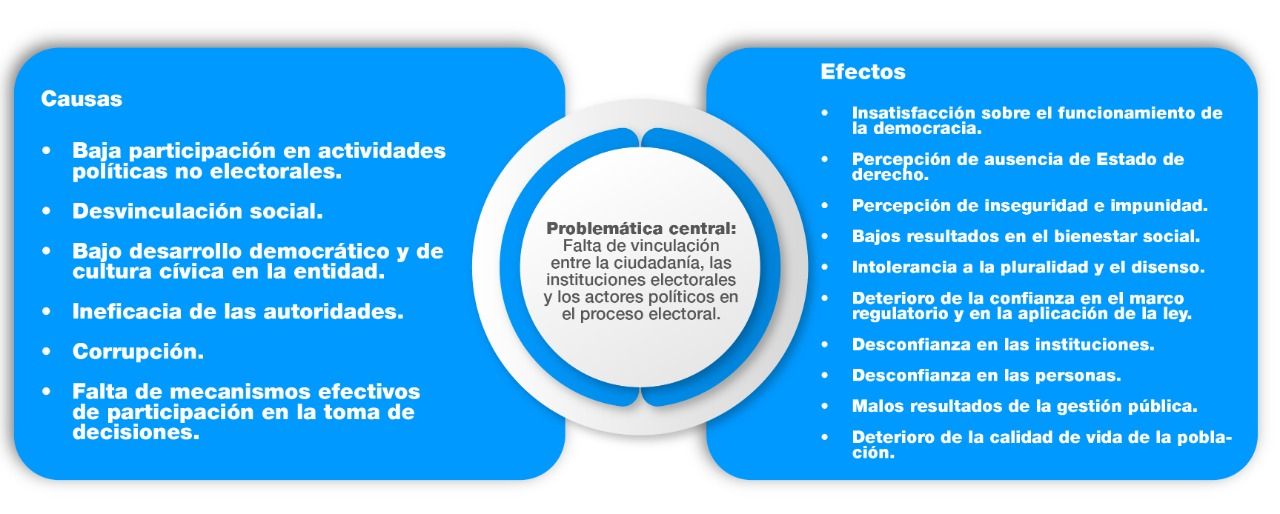 Causas
• Baja participación en actividades
políticas no electorales.
• Desvinculación social.
• Bajo desarrollo democrático y de
cultura cívica en la entidad.
• Ineficacia de las autoridades.
• Corrupción.
• Falta de mecanismos efectivos
de participación en la toma de
decisiones.
Problemática central:
Falta de vinculación
entre la ciudadanía, las
instituciones electorales
y los actores políticos en
el proceso electoral.
Efectos
• Insatisfacción sobre el funcionamiento de
la democracia.
• Percepción de ausencia de Estado de
derecho.
• Percepción de inseguridad e impunidad.
• Bajos resultados en el bienestar social.
• Intolerancia a la pluralidad y el disenso.
• Deterioro de la confianza en el marco
regulatorio y en la aplicación de la ley.
• Desconfianza en las instituciones.
• Desconfianza en las personas.
• Malos resultados de la gestión pública.
• Deterioro de la calidad de vida de la pobla-
ción.